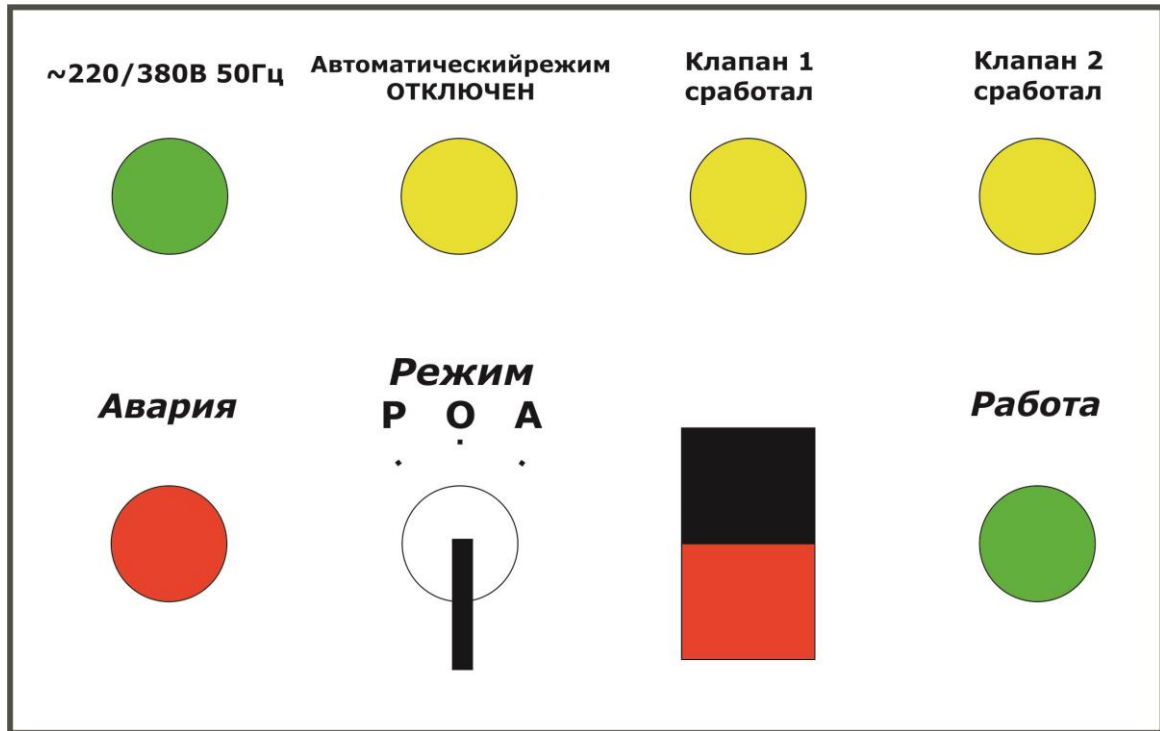 ~220/380В 50Гц
Автоматическийрежим
ОТКЛЮЧЕН
Клапан 1
сработал
Клапан 2
сработал
Авария
Режим
Р О А
Работа